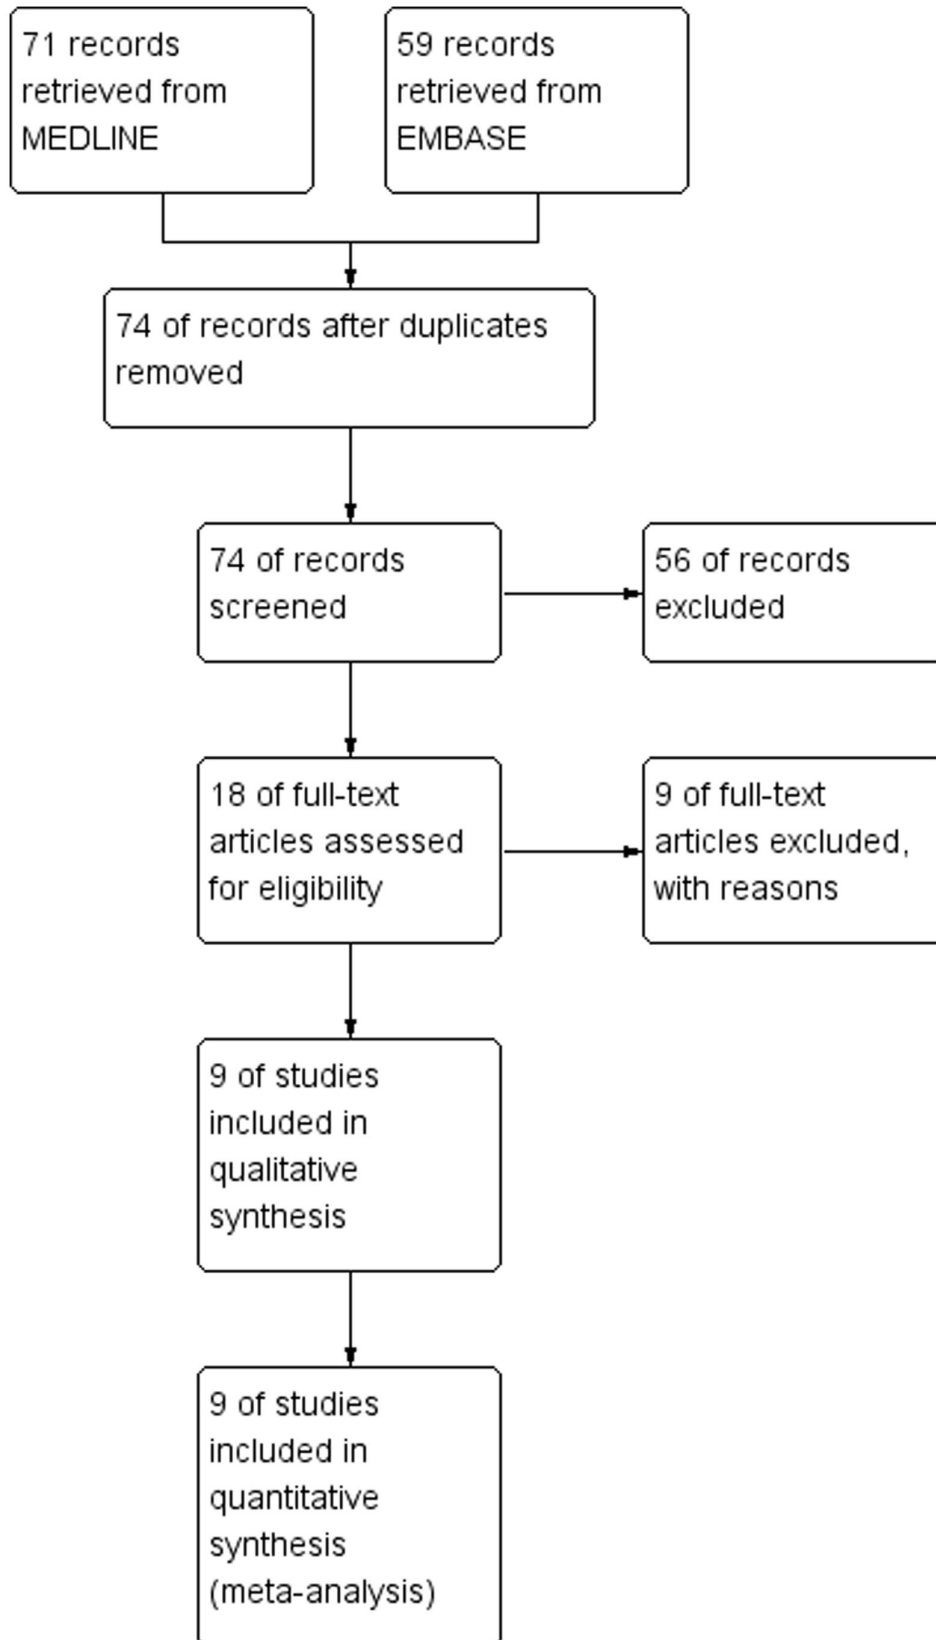 71 records
retrieved from
MEDLINE
59 records
retrieved from
EMBASE
74 of records after duplicates
removed
74 of records
screened
56 of records
excluded
18 of full-text
articles assessed
for eligibility
9 of full-text
articles excluded,
with reasons
9 of studies
included in
qualitative
synthesis
9 of studies
included in
quantitative
synthesis
(meta-analysis)